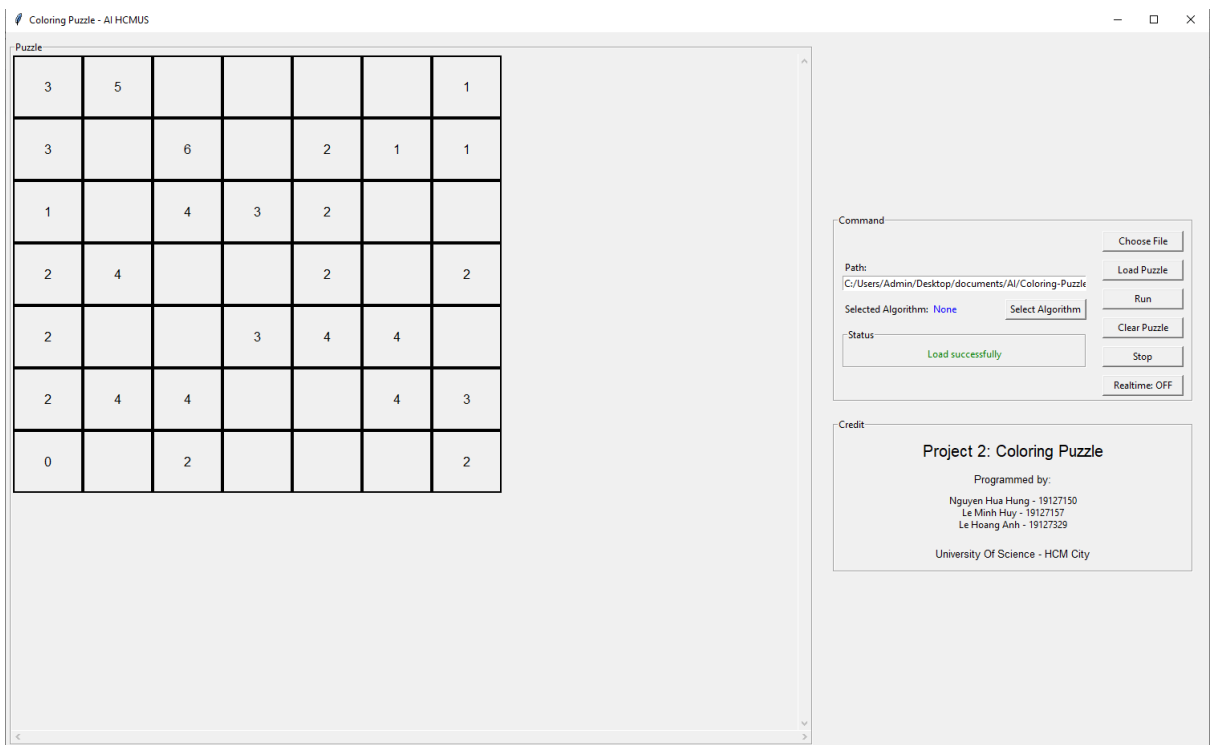 Coloring Puzzle - AI HCMUS
Puzzle
3 5 1
3 6 2 1 1
1 4 3 2
2 4 2 2
2 3 4 4
2 4 4 4 3
0 2 2
Command
Choose File
Path:
Load Puzzle
C:/Users/Admin/Desktop/documents/AI/Coloring-Puzzle
Run
Selected Algorithm: None
Select Algorithm
Clear Puzzle
Status
Load successfully
Stop
Realtime: OFF
Credit
Project 2: Coloring Puzzle
Programmed by:
Nguyen Hua Hung - 19127150
Le Minh Huy - 19127157
Le Hoang Anh - 19127329
University Of Science - HCM City